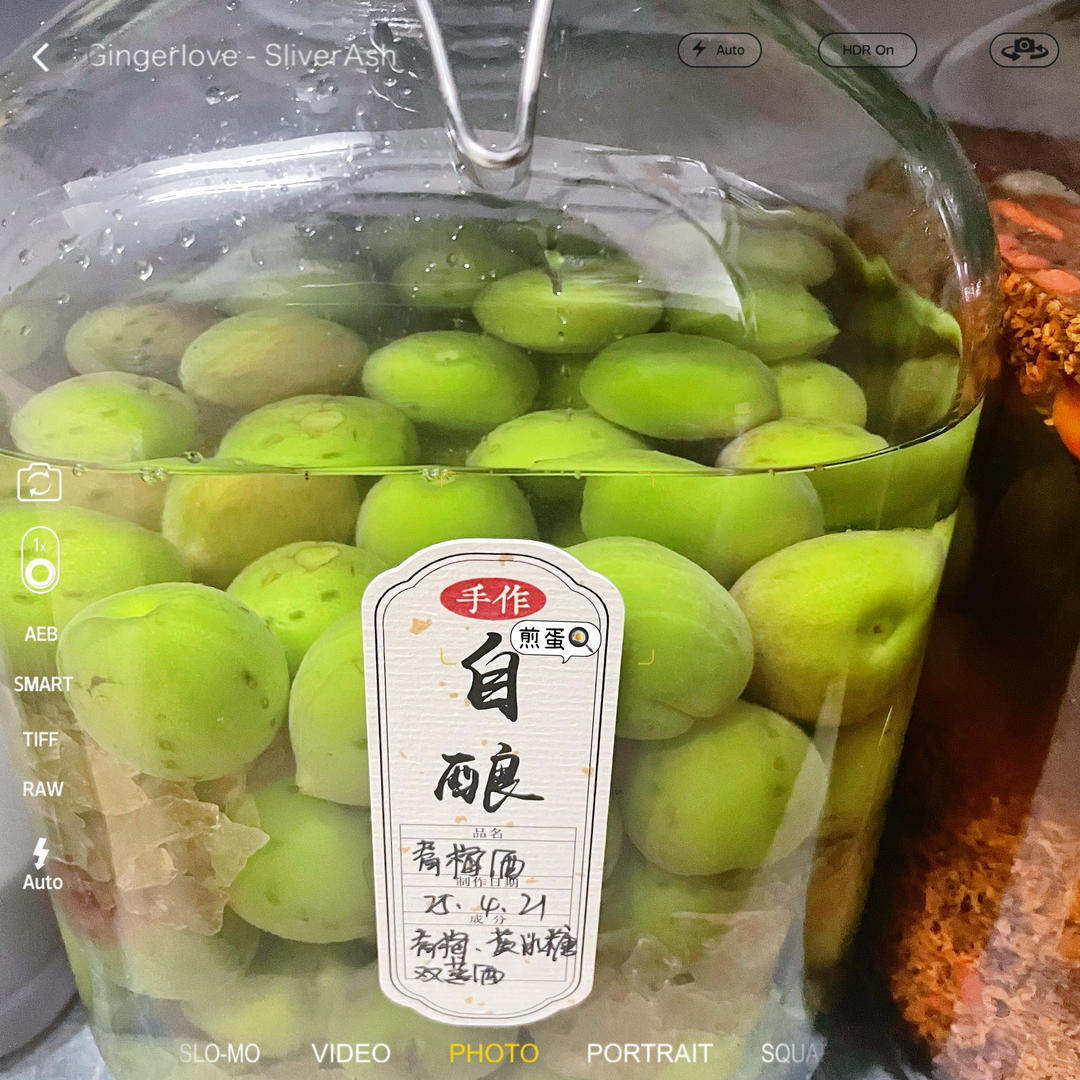 Gingerlove - SliverAsh
Auto
HDR On
1x
AEB
SMART
TIFF
RAW
Auto
手作
煎蛋
自
酿
品名
青梅酒
制作日期
25.4.21
成分
青梅、黄冰糖
双蒸酒
SLO-MO VIDEO PHOTO PORTRAIT SQUA